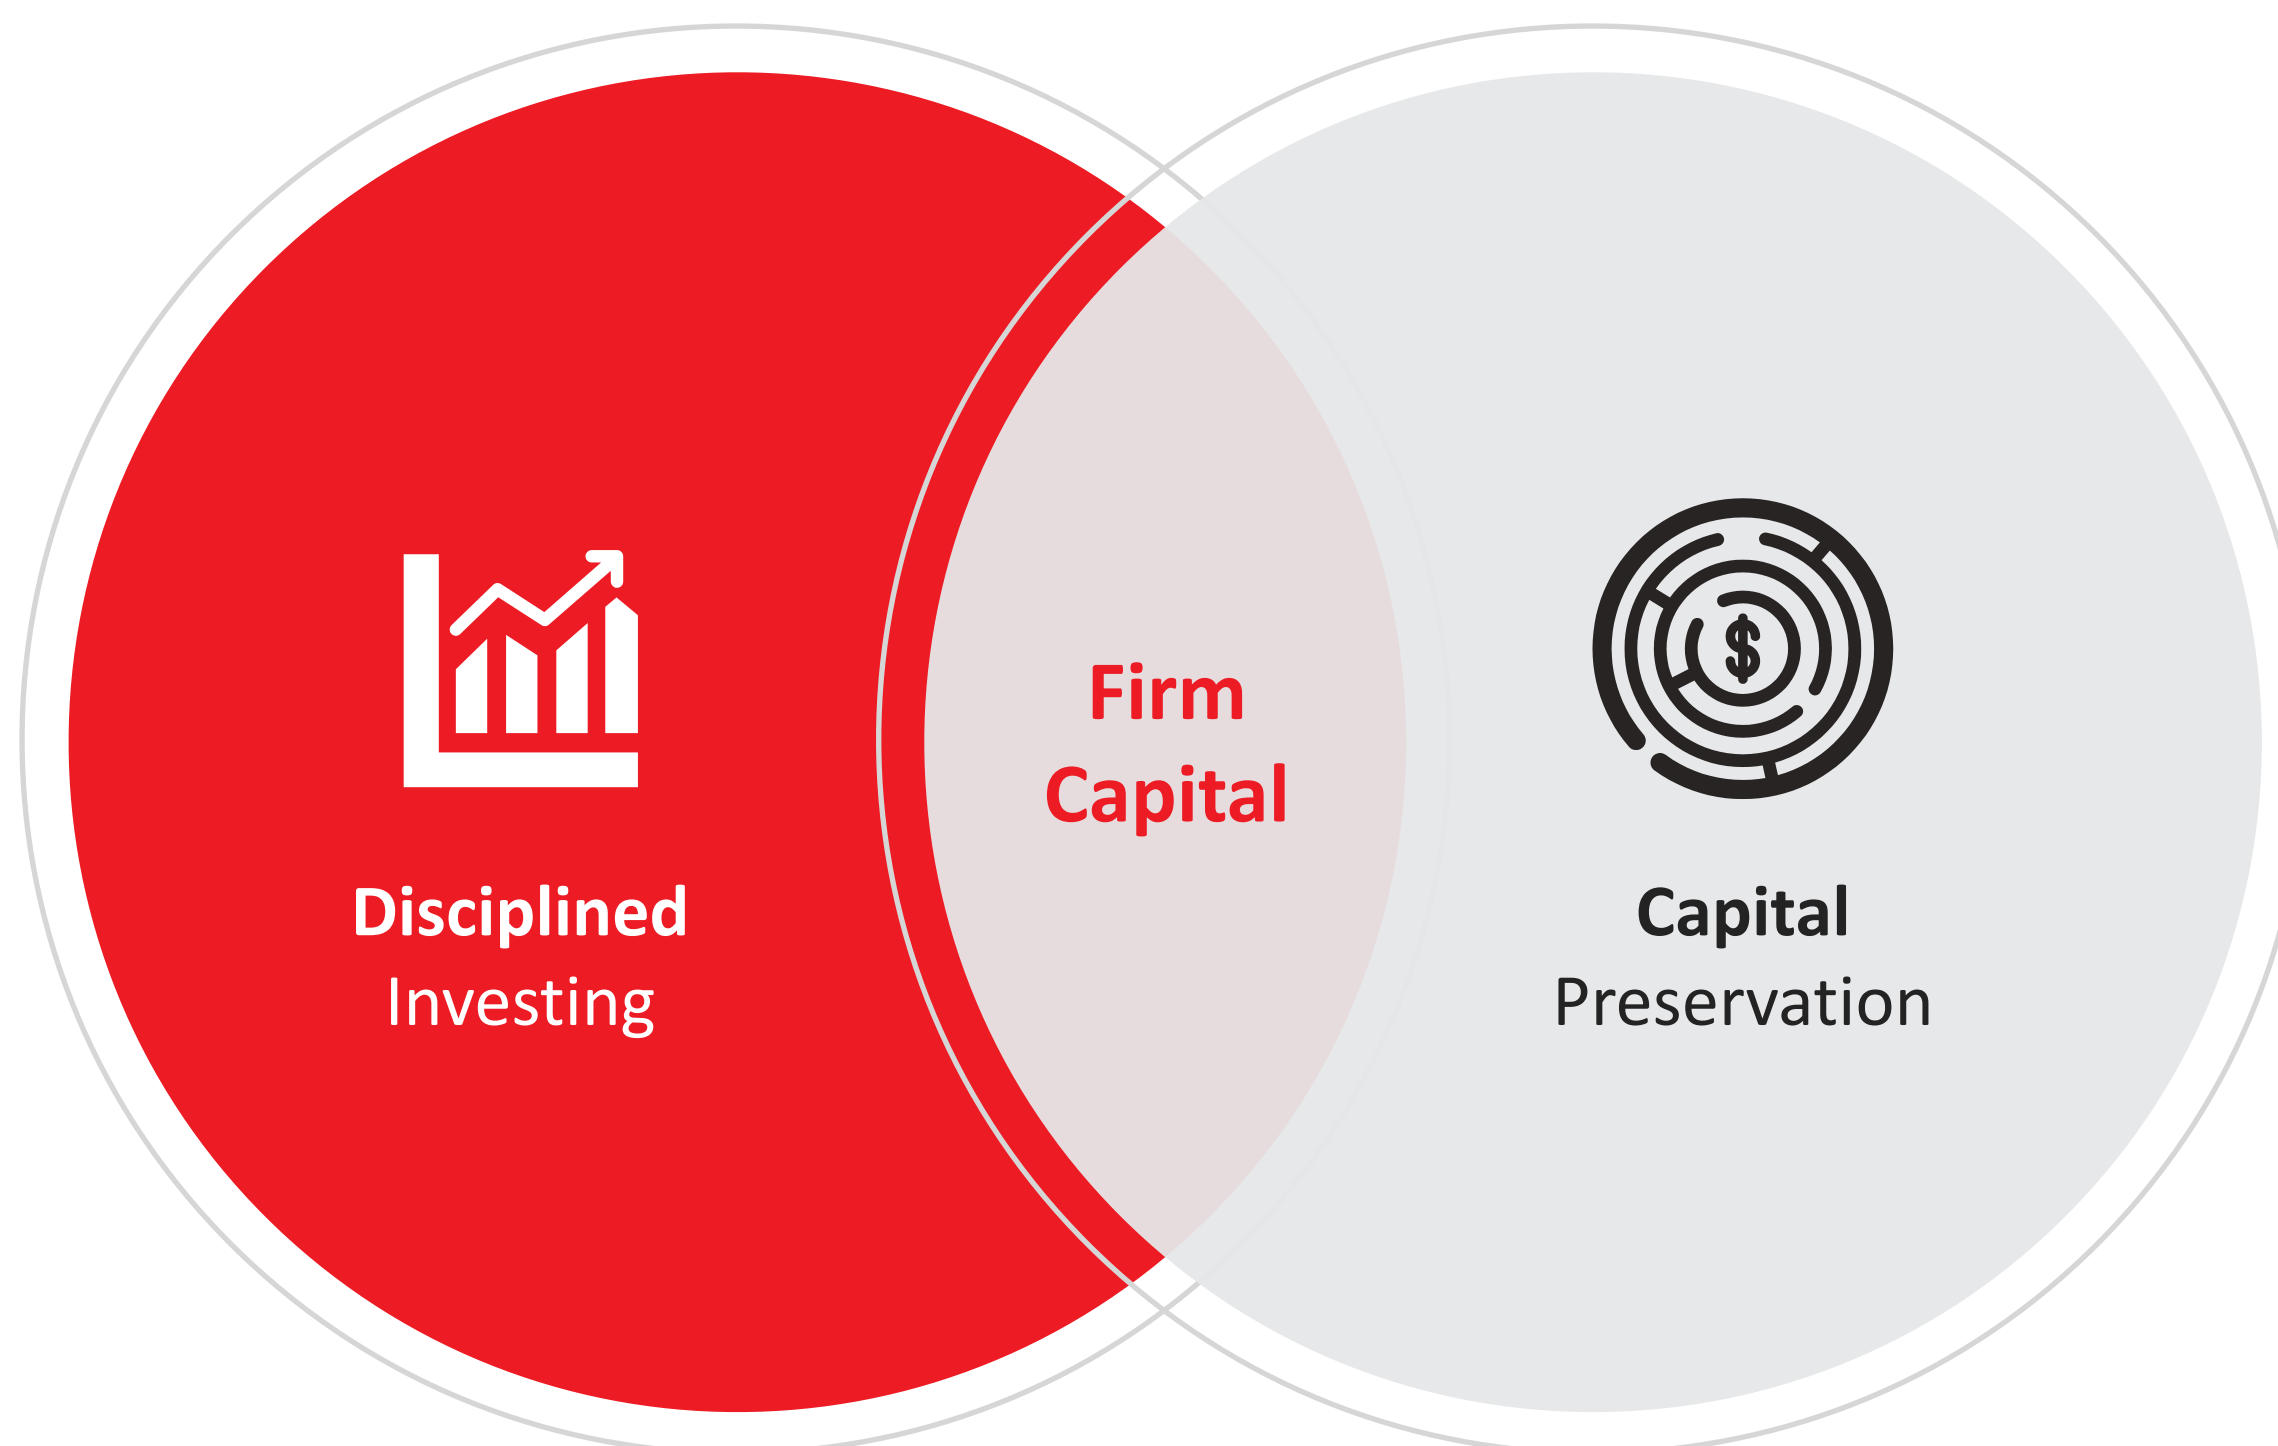 Firm
Capital
Disciplined
Investing
$
Capital
Preservation